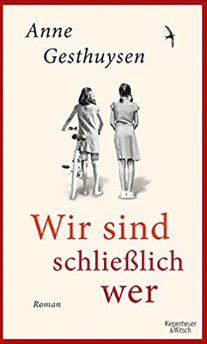 Anne
Gesthuysen
Wir sind
schließlich
wer
Roman
Kiepenheuer
& Witsch